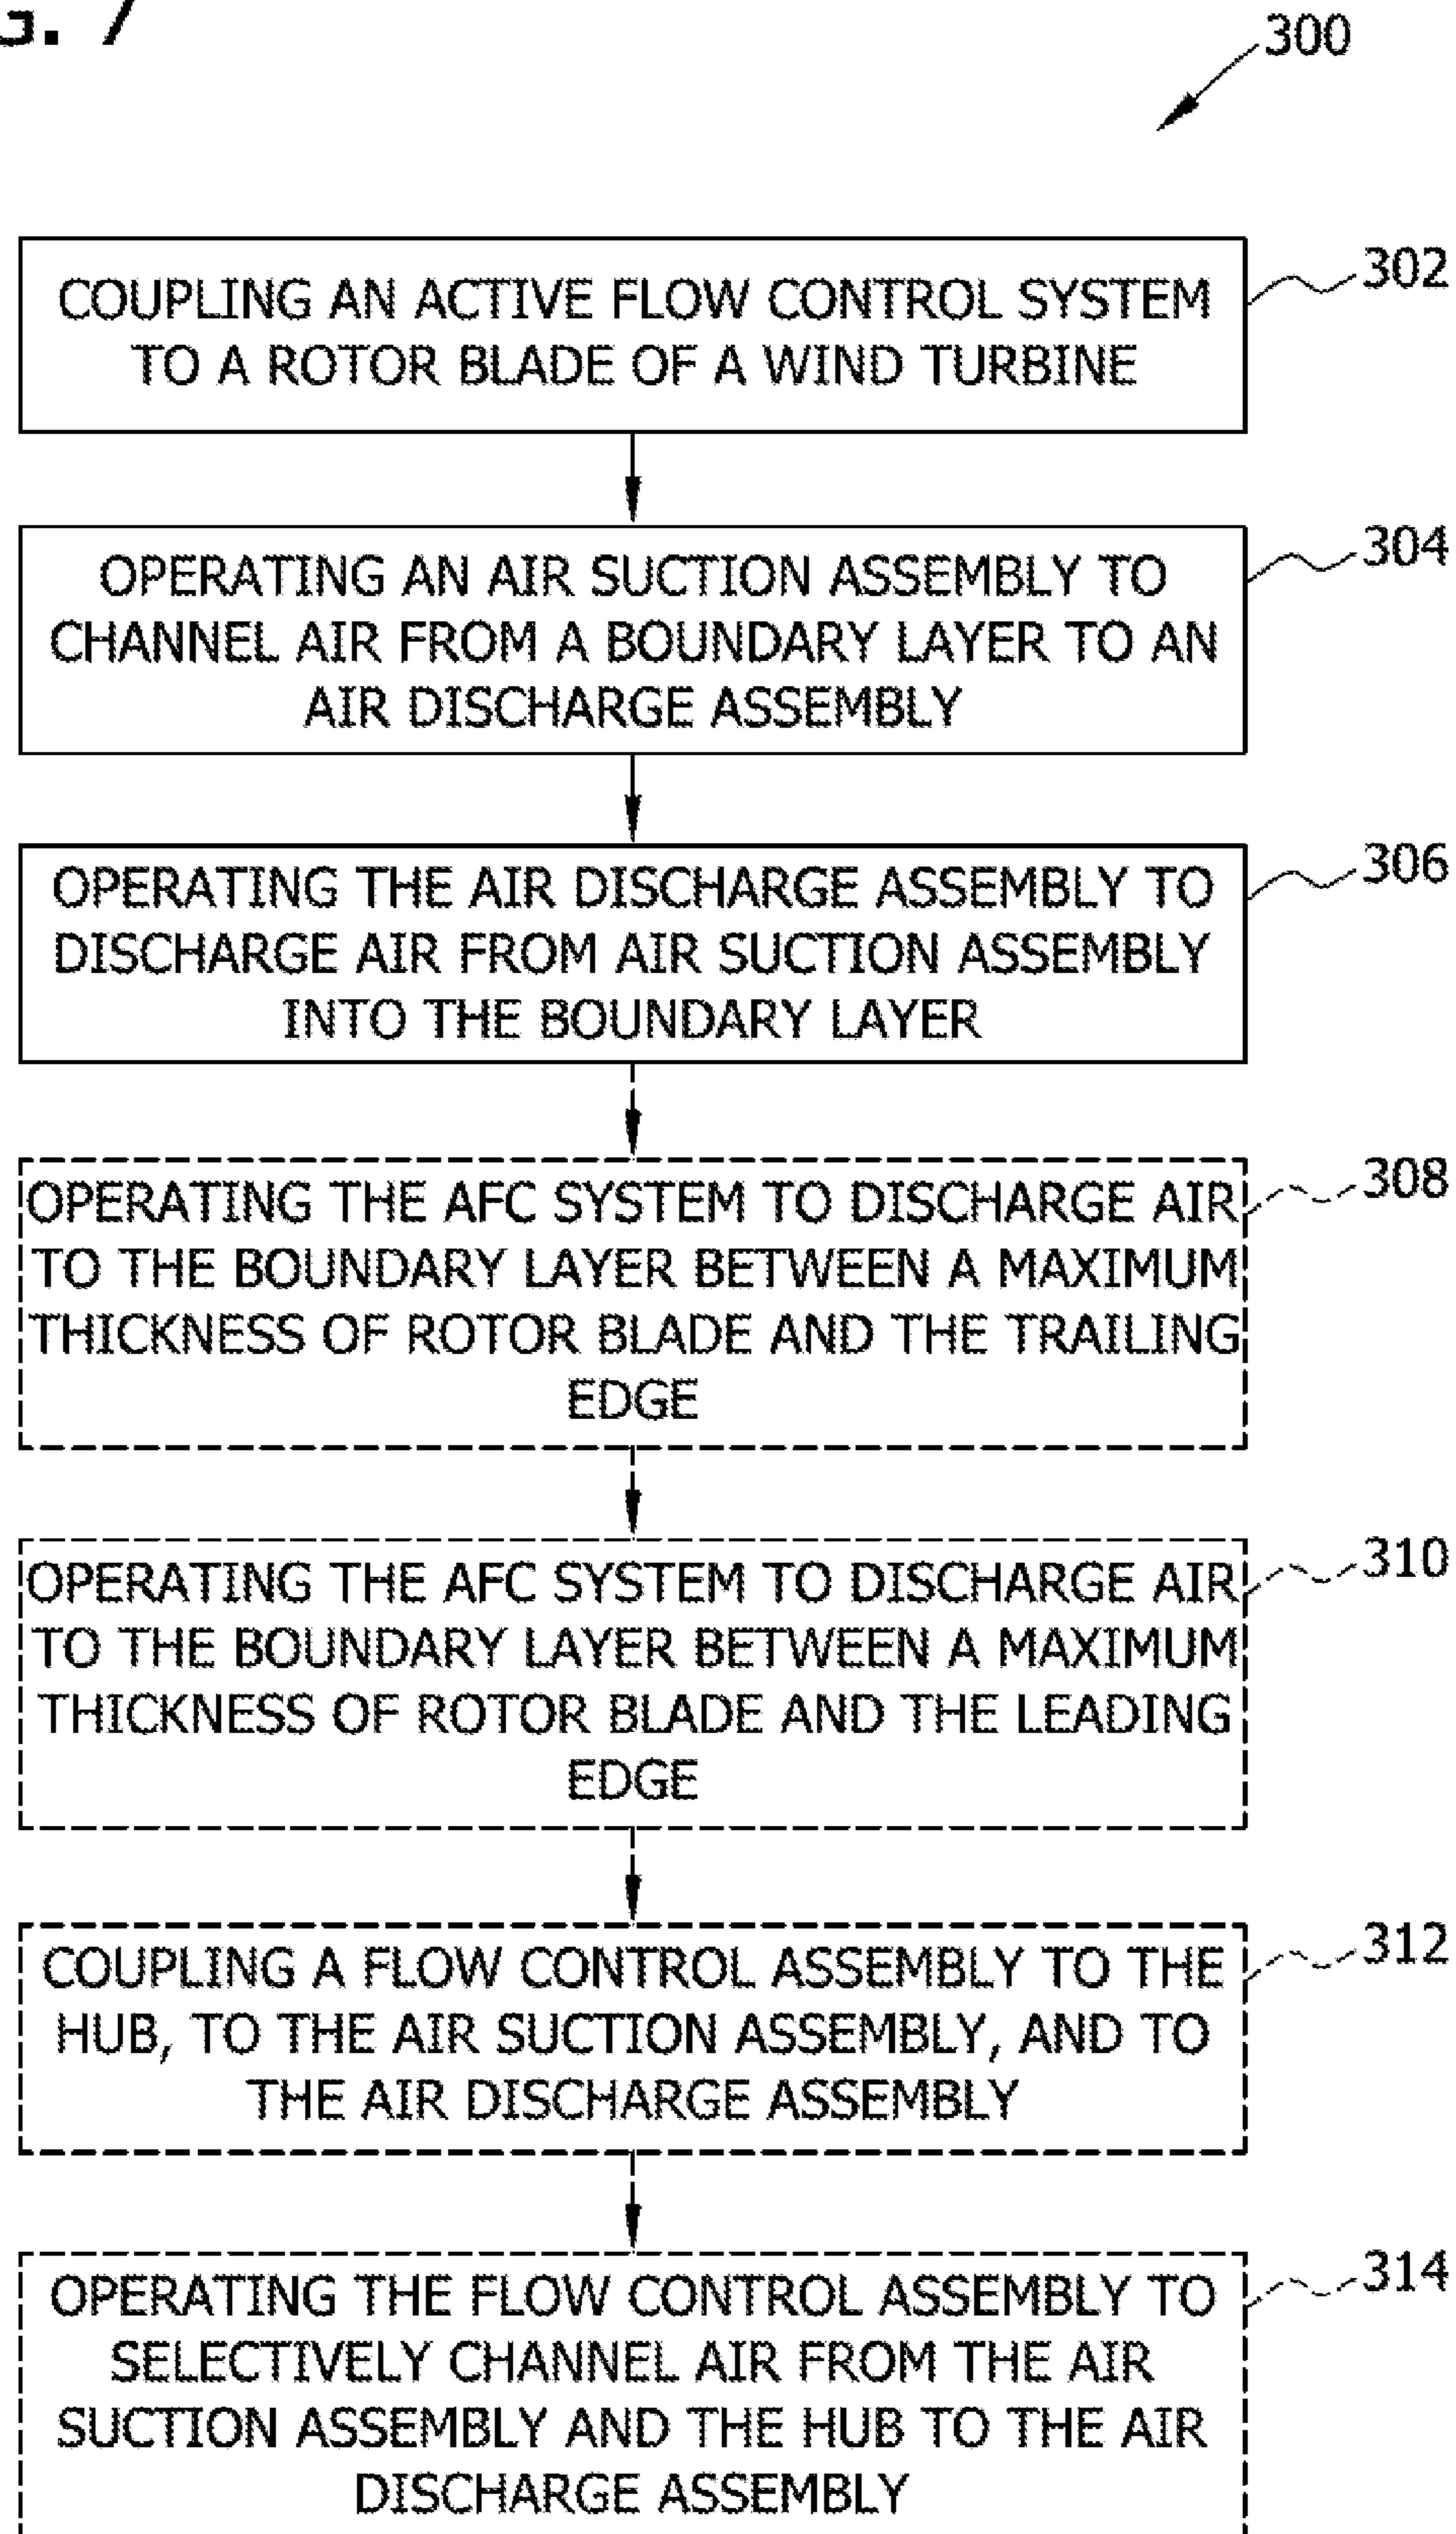 G. 7
300
COUPLING AN ACTIVE FLOW CONTROL SYSTEM
TO A ROTOR BLADE OF A WIND TURBINE
302
OPERATING AN AIR SUCTION ASSEMBLY TO
CHANNEL AIR FROM A BOUNDARY LAYER TO AN
AIR DISCHARGE ASSEMBLY
304
OPERATING THE AIR DISCHARGE ASSEMBLY TO
DISCHARGE AIR FROM AIR SUCTION ASSEMBLY
INTO THE BOUNDARY LAYER
306
OPERATING THE AFC SYSTEM TO DISCHARGE AIR
TO THE BOUNDARY LAYER BETWEEN A MAXIMUM
THICKNESS OF ROTOR BLADE AND THE TRAILING
EDGE
308
OPERATING THE AFC SYSTEM TO DISCHARGE AIR
TO THE BOUNDARY LAYER BETWEEN A MAXIMUM
THICKNESS OF ROTOR BLADE AND THE LEADING
EDGE
310
COUPLING A FLOW CONTROL ASSEMBLY TO THE
HUB, TO THE AIR SUCTION ASSEMBLY, AND TO
THE AIR DISCHARGE ASSEMBLY
312
OPERATING THE FLOW CONTROL ASSEMBLY TO
SELECTIVELY CHANNEL AIR FROM THE AIR
SUCTION ASSEMBLY AND THE HUB TO THE AIR
DISCHARGE ASSEMBLY
314